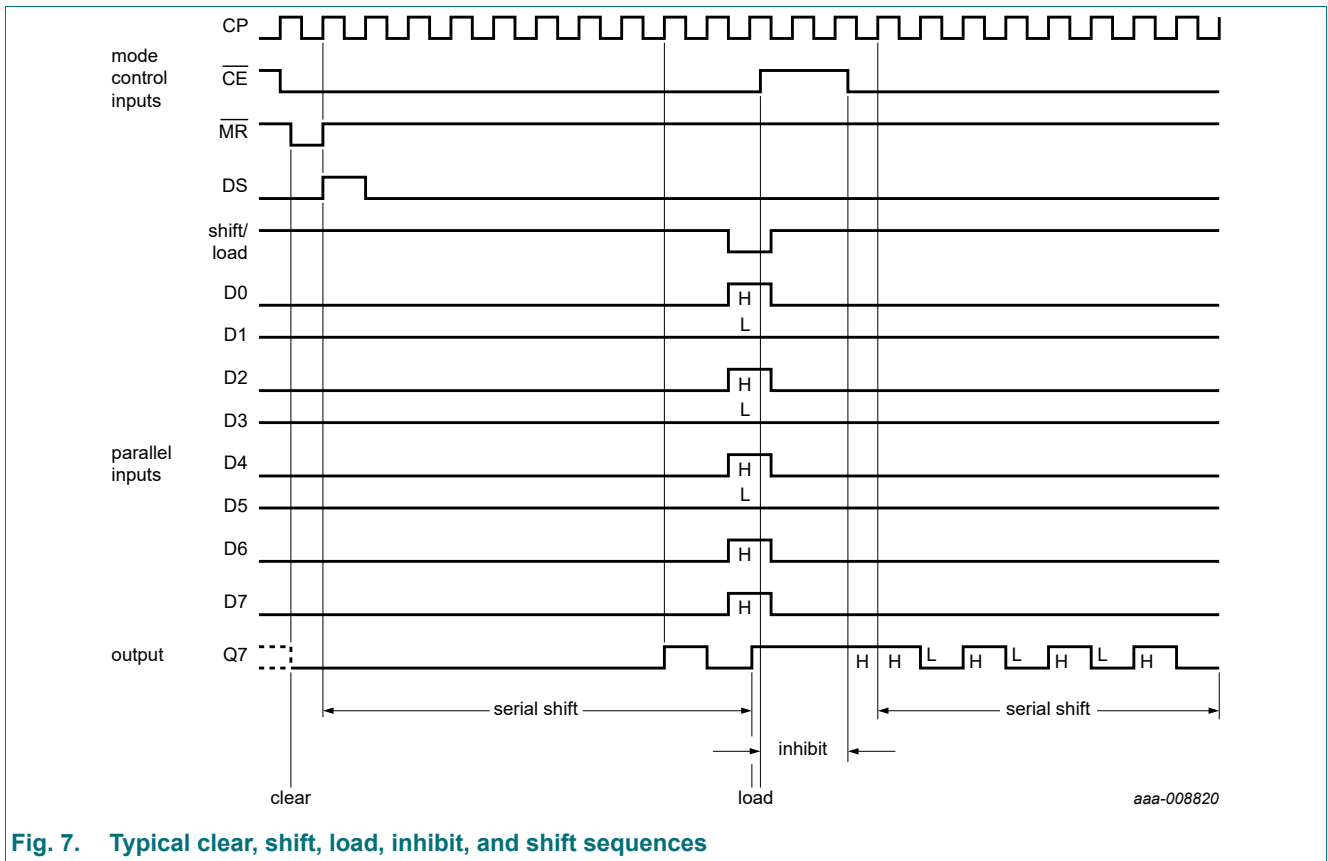 CP
mode
control
inputs
CE
MR
DS
shift/
load
D0
H
L
D1
D2
H
L
D3
parallel
inputs
D4
H
L
D5
D6
H
D7
H
output
Q7
H H L H L H L H
serial shift
serial shift
inhibit
clear
load
aaa-008820
Fig. 7. Typical clear, shift, load, inhibit, and shift sequences